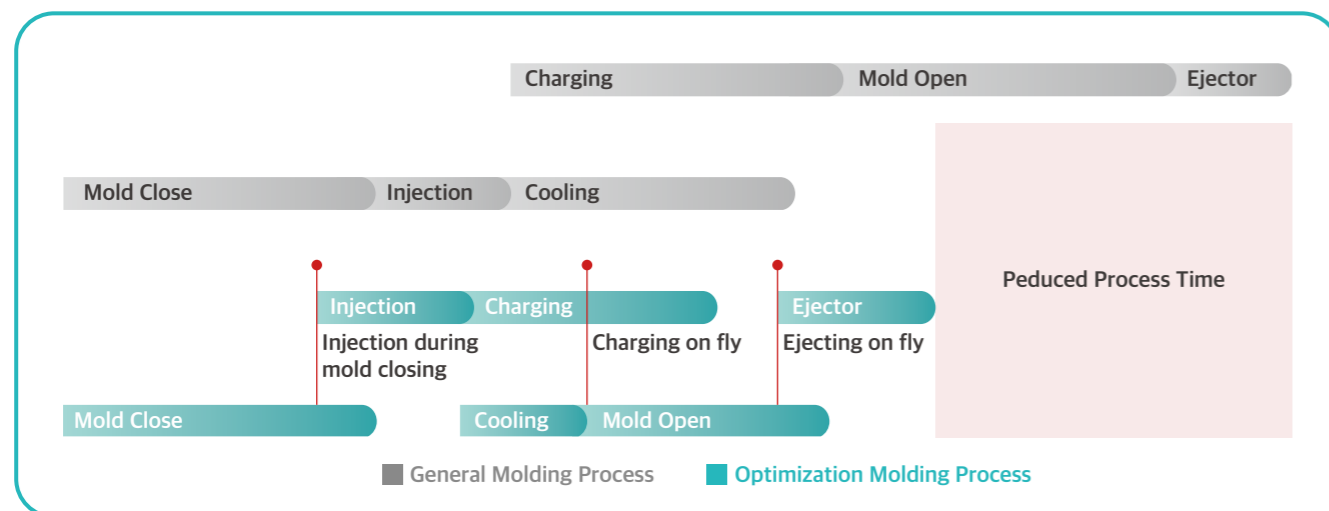 Charging Mold Open Ejector
Mold Close Injection Cooling
Peduced Process Time
Injection Charging Ejector
Injection during
mold closing
Charging on fly
Ejecting on fly
Mold Close Cooling Mold Open
General Molding Process Optimization Molding Process